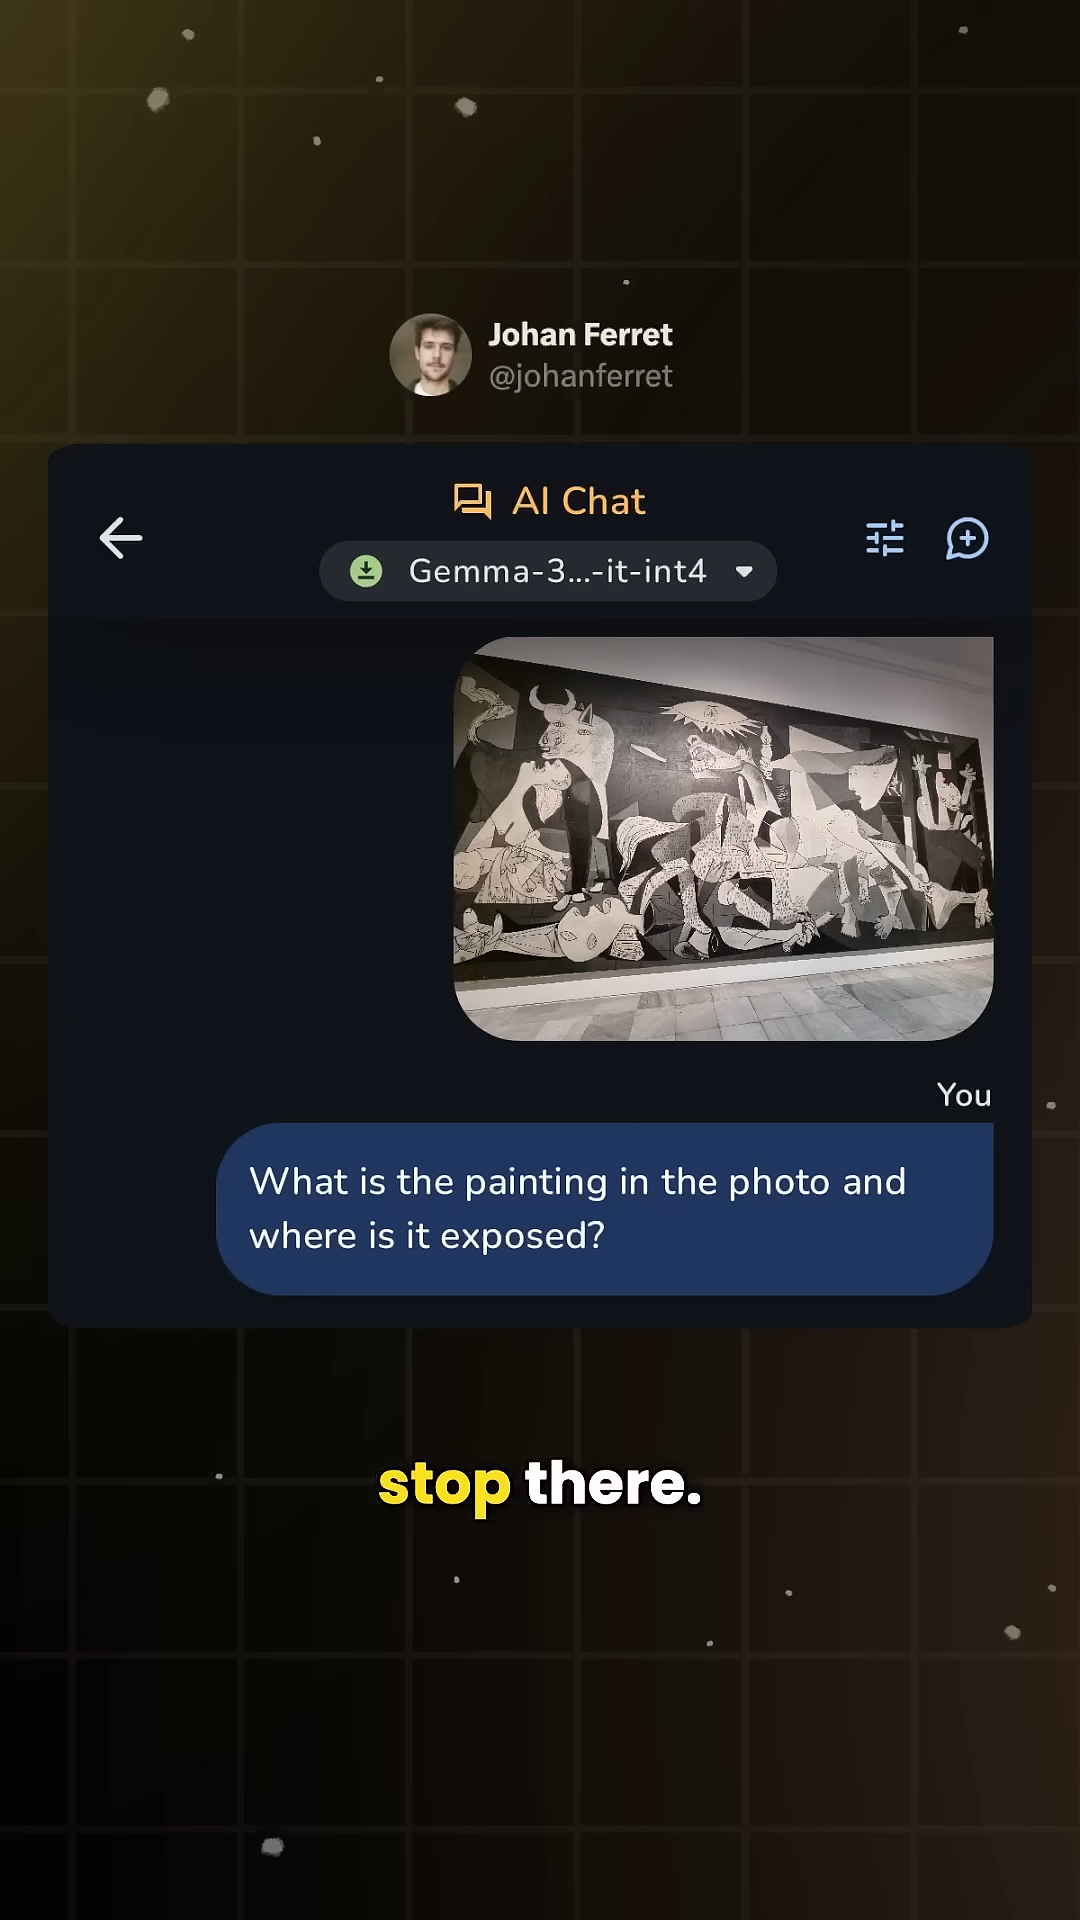 Johan Ferret
@johanferret
AI Chat
Gemma-3...-it-int4
You
What is the painting in the photo and
where is it exposed?
stop there.